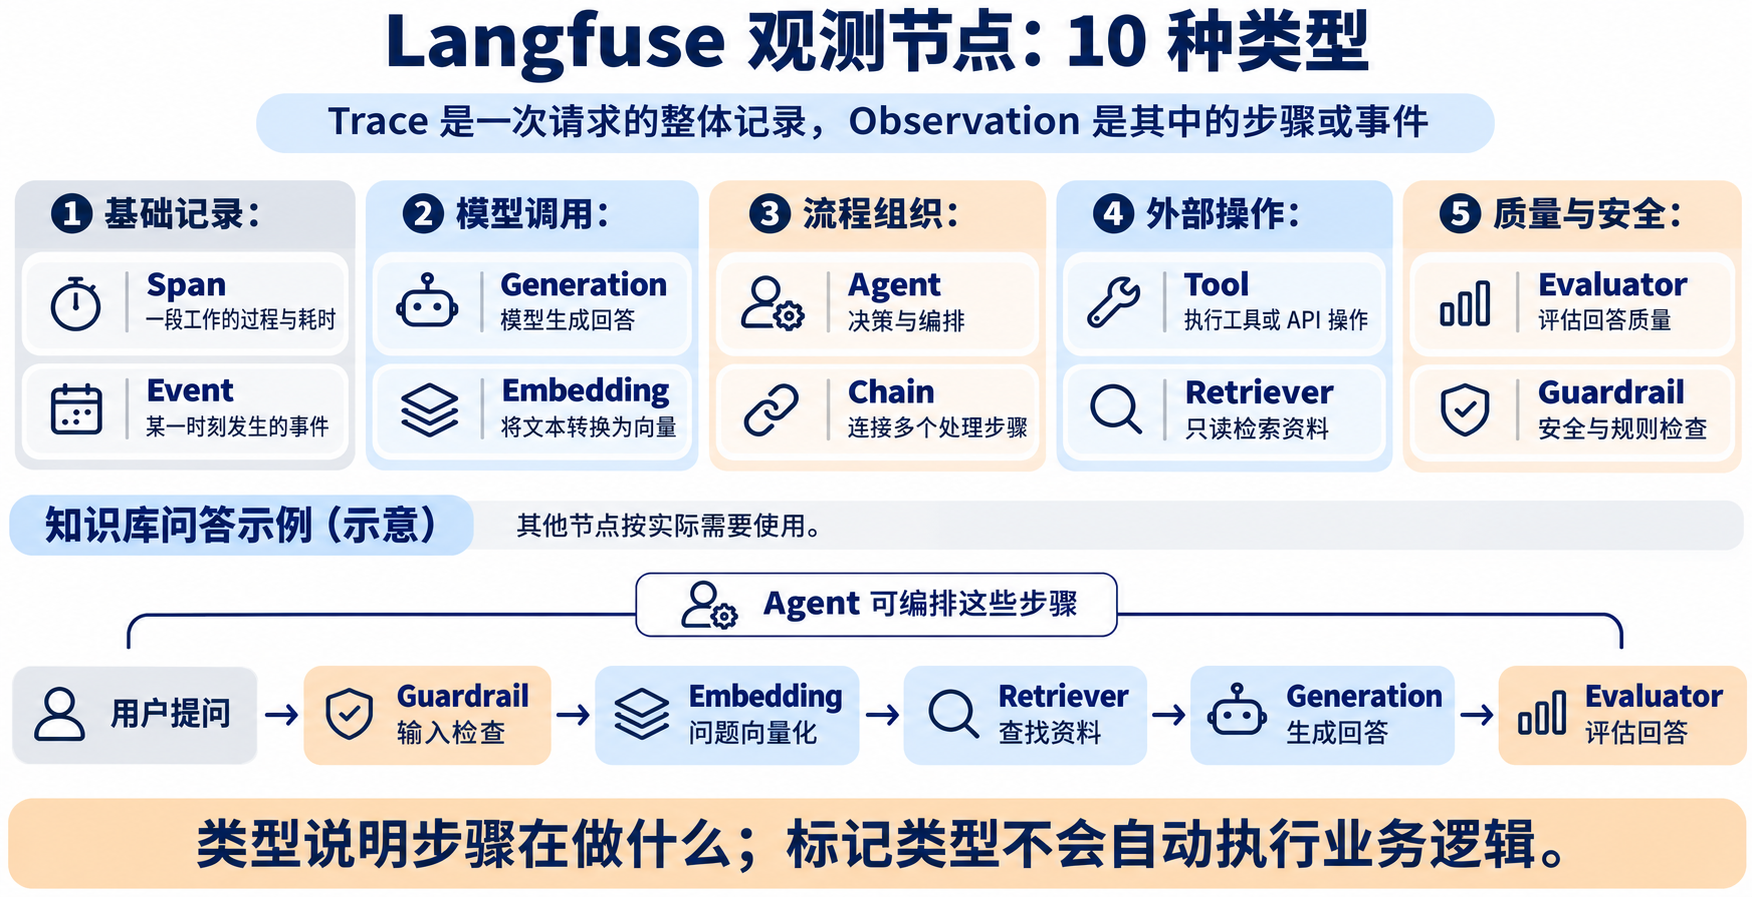 Langfuse 观测节点：10 种类型
Trace 是一次请求的整体记录，Observation 是其中的步骤或事件
1 基础记录：
Span
一段工作的过程与耗时
Event
某一时刻发生的事件
2 模型调用：
Generation
模型生成回答
Embedding
将文本转换为向量
3 流程组织：
Agent
决策与编排
Chain
连接多个处理步骤
4 外部操作：
Tool
执行工具或 API 操作
Retriever
只读检索资料
5 质量与安全：
Evaluator
评估回答质量
Guardrail
安全与规则检查
知识库问答示例（示意）
其他节点按实际需要使用。
Agent 可编排这些步骤
用户提问
Guardrail
输入检查
Embedding
问题向量化
Retriever
查找资料
Generation
生成回答
Evaluator
评估回答
类型说明步骤在做什么；标记类型不会自动执行业务逻辑。